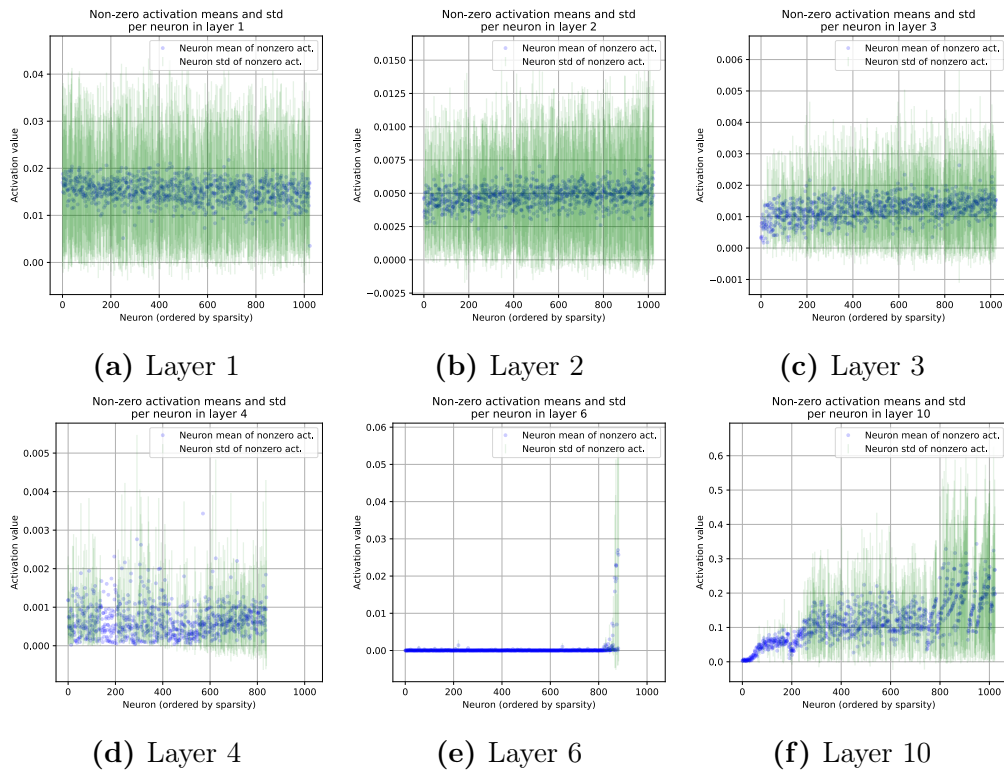 Non-zero activation means and std
per neuron in layer 1
Neuron mean of nonzero act.
Neuron std of nonzero act.
Activation value
0.04
0.03
0.02
0.01
0.00
0 200 400 600 800 1000
Neuron (ordered by sparsity)
(a) Layer 1
Non-zero activation means and std
per neuron in layer 2
Neuron mean of nonzero act.
Neuron std of nonzero act.
Activation value
0.0150
0.0125
0.0100
0.0075
0.0050
0.0025
0.0000
−0.0025
0 200 400 600 800 1000
Neuron (ordered by sparsity)
(b) Layer 2
Non-zero activation means and std
per neuron in layer 3
Neuron mean of nonzero act.
Neuron std of nonzero act.
Activation value
0.006
0.005
0.004
0.003
0.002
0.001
0.000
−0.001
0 200 400 600 800 1000
Neuron (ordered by sparsity)
(c) Layer 3
Non-zero activation means and std
per neuron in layer 4
Neuron mean of nonzero act.
Neuron std of nonzero act.
Activation value
0.005
0.004
0.003
0.002
0.001
0.000
0 200 400 600 800 1000
Neuron (ordered by sparsity)
(d) Layer 4
Non-zero activation means and std
per neuron in layer 6
Neuron mean of nonzero act.
Neuron std of nonzero act.
Activation value
0.06
0.05
0.04
0.03
0.02
0.01
0.00
0 200 400 600 800 1000
Neuron (ordered by sparsity)
(e) Layer 6
Non-zero activation means and std
per neuron in layer 10
Neuron mean of nonzero act.
Neuron std of nonzero act.
Activation value
0,6
0.5
0.4
0.3
0.2
0.1
0.0
0 200 400 600 800 1000
Neuron (ordered by sparsity)
(f) Layer 10